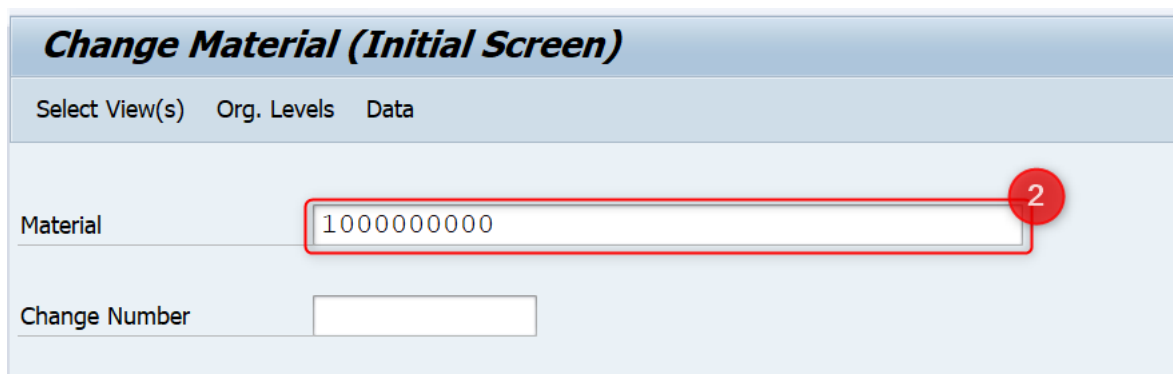 Change Material (Initial Screen)
Select View(s) Org. Levels Data
2
Material 1000000000
Change Number